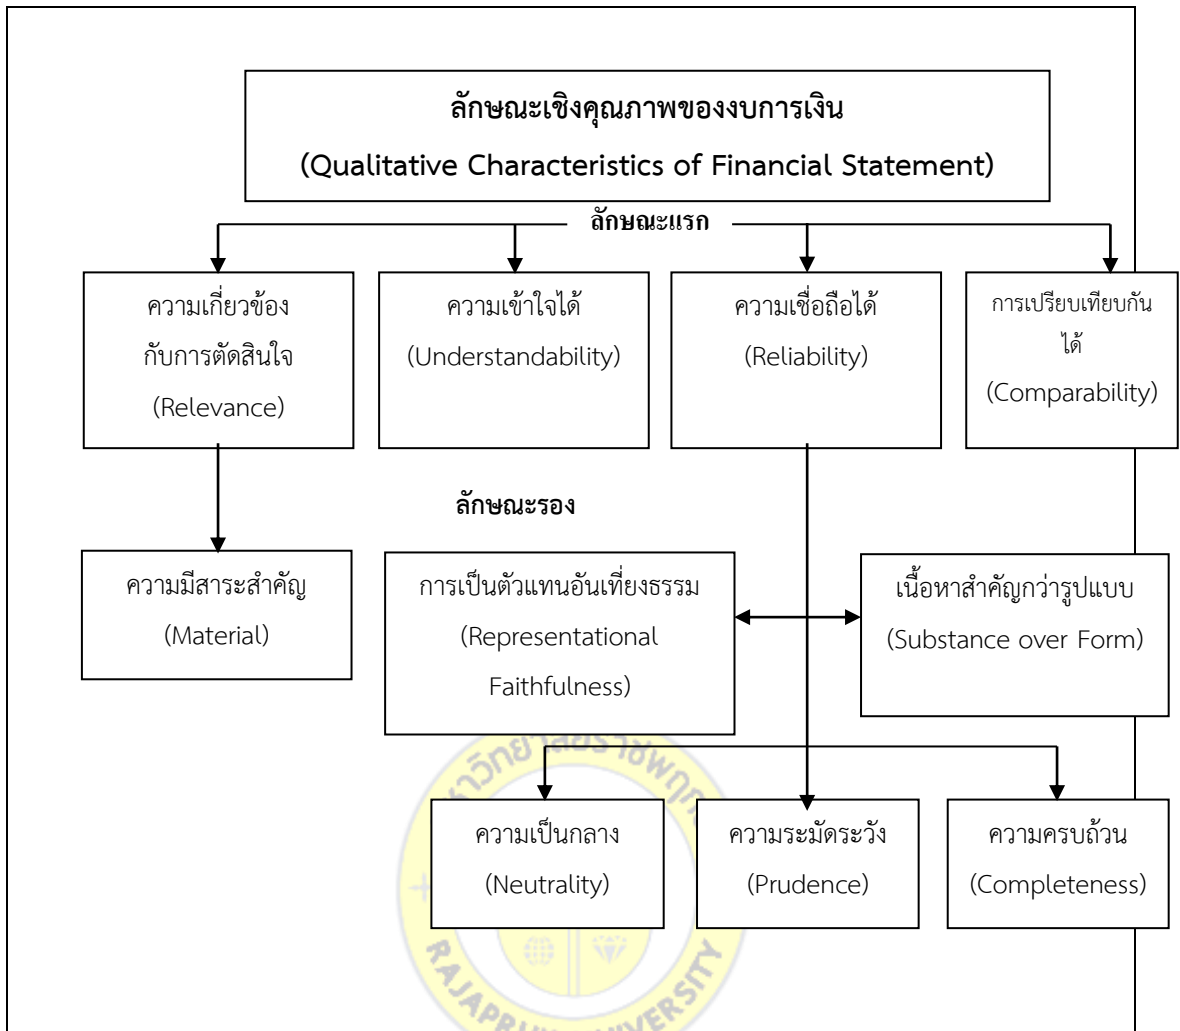 ลักษณะเชิงคุณภาพของงบการเงิน
(Qualitative Characteristics of Financial Statement)
ลักษณะแรก
ความเกี่ยวข้อง
กับการตัดสินใจ
(Relevance)
ความเข้าใจได้
(Understandability)
ความเชื่อถือได้
(Reliability)
การเปรียบเทียบกัน
ได้
(Comparability)
ลักษณะรอง
ความมีสาระสำคัญ
(Material)
การเป็นตัวแทนอันเที่ยงธรรม
(Representational
Faithfulness)
เนื้อหาสำคัญกว่ารูปแบบ
(Substance over Form)
ความเป็นกลาง
(Neutrality)
ความระมัดระวัง
(Prudence)
ความครบถ้วน
(Completeness)